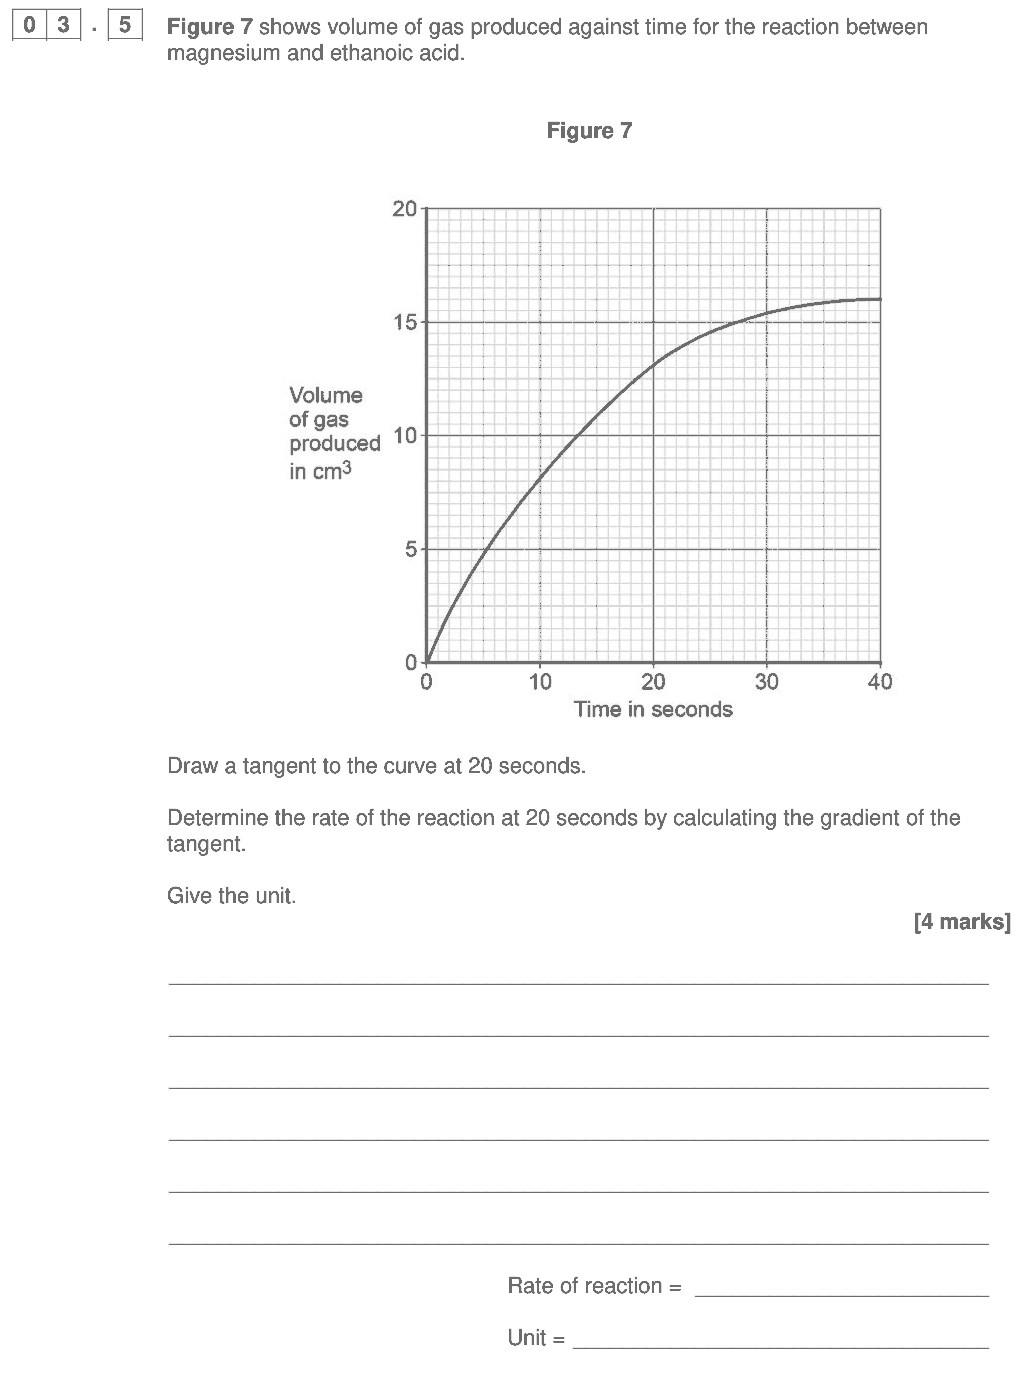 0 3 . 5 Figure 7 shows volume of gas produced against time for the reaction between
magnesium and ethanoic acid.
Figure 7
20
15
10
5
0
Volume
of gas
produced
in cm³
0 10 20 30 40
Time in seconds
Draw a tangent to the curve at 20 seconds.
Determine the rate of the reaction at 20 seconds by calculating the gradient of the
tangent.
Give the unit.
[4 marks]
Rate of reaction =
Unit =